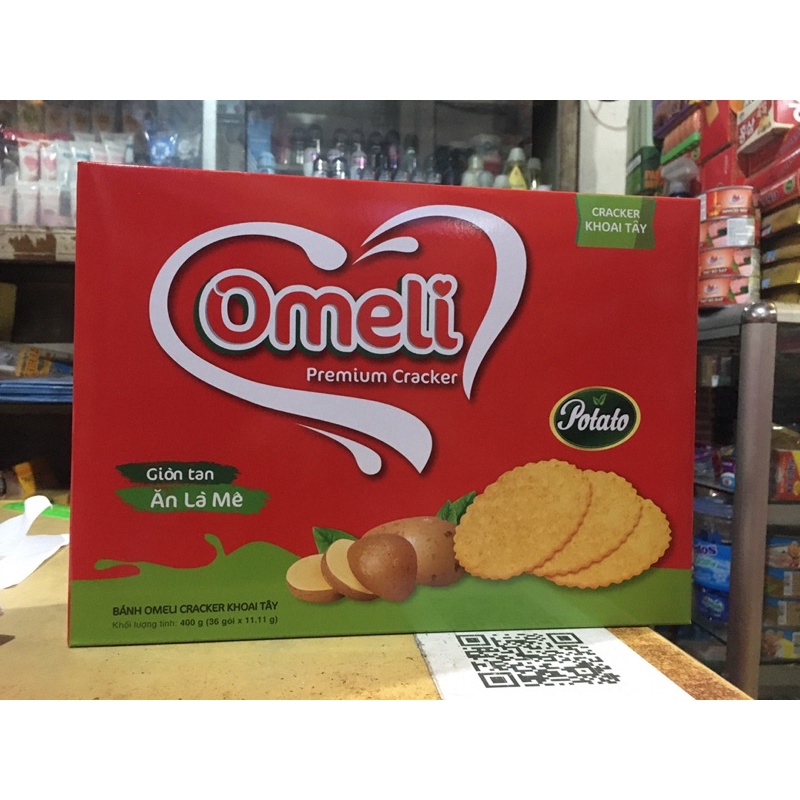 CRACKER
KHOAI TÂY
Omeli
Premium Cracker
Potato
Giòn tan
Ăn Là Mê
BÁNH OMELI CRACKER KHOAI TÂY
Khối lượng tịnh: 400 g (36 gói x 11.11 g)